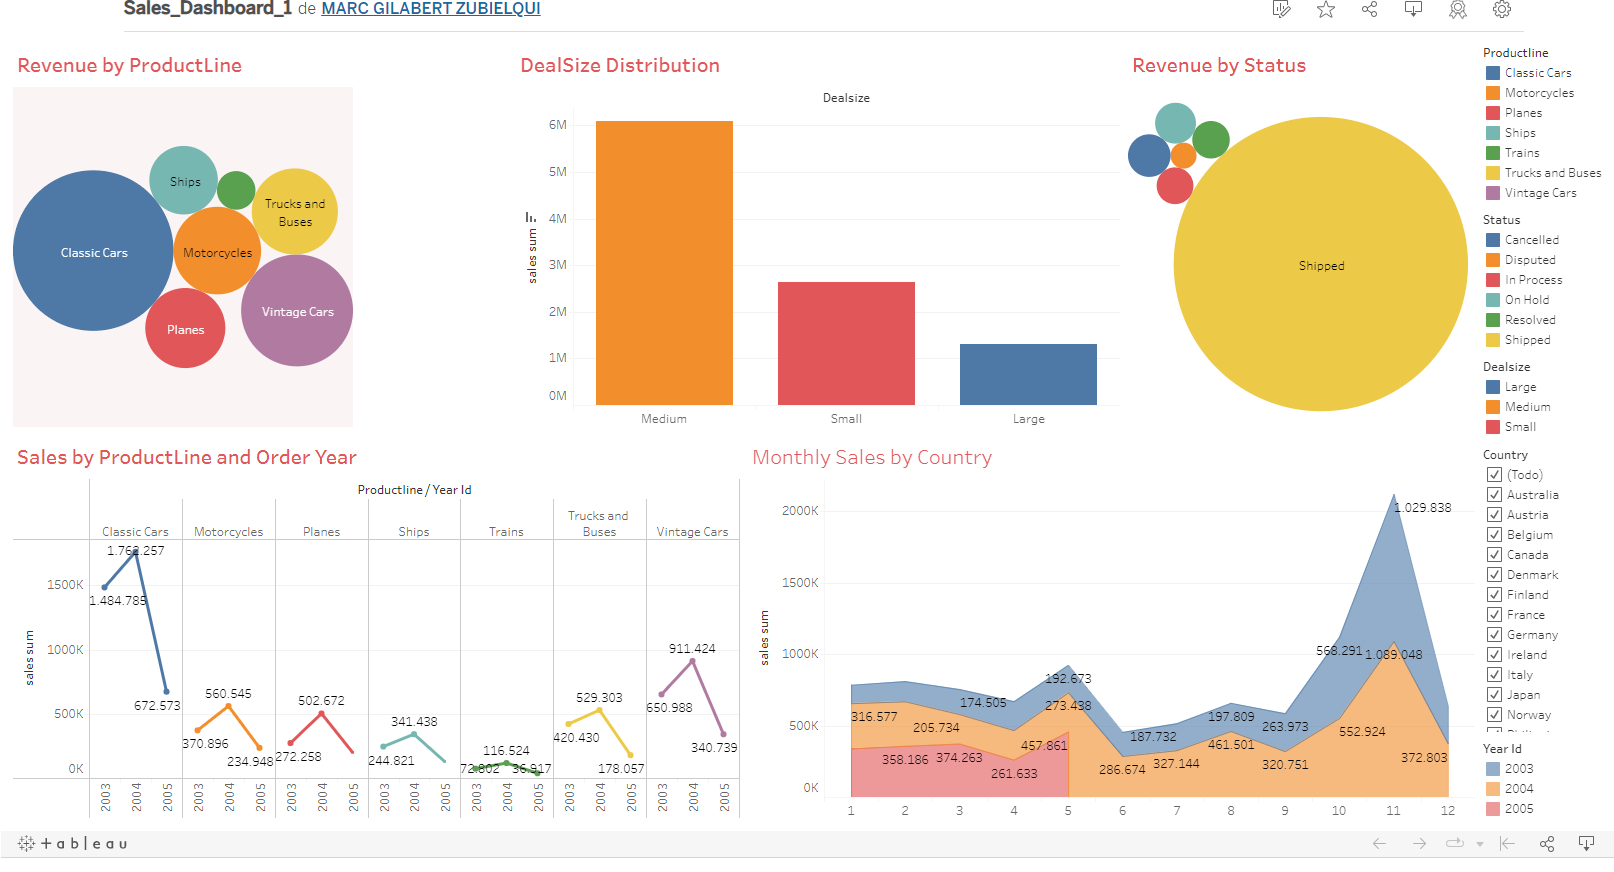 Sales_Dashboard_1 de MARC GILABERT ZUBIELQUI
Revenue by ProductLine
Ships
Trucks and
Buses
Classic Cars
Motorcycles
Vintage Cars
Planes
DealSize Distribution
Dealsize
6M
5M
4M
3M
2M
1M
0M
sales sum
Medium Small Large
Revenue by Status
Shipped
Productline
Classic Cars
Motorcycles
Planes
Ships
Trains
Trucks and Buses
Vintage Cars
Status
Cancelled
Disputed
In Process
On Hold
Resolved
Shipped
Dealsize
Large
Medium
Small
Country
(Todo)
Australia
Austria
Belgium
Canada
Denmark
Finland
France
Germany
Ireland
Italy
Japan
Norway
Year Id
2003
2004
2005
Sales by ProductLine and Order Year
Productline / Year Id
Classic Cars Motorcycles Planes Ships Trains Trucks and Buses Vintage Cars
1500K
1000K
500K
0K
sales sum
1.762.257
1.484.785
672.573
560.545
370.896
234.948
502.672
272.258
341.438
244.821
116.524
72.802
36.917
529.303
420.430
178.057
911.424
650.988
340.739
2003 2004 2005 2003 2004 2005 2003 2004 2005 2003 2004 2005 2003 2004 2005 2003 2004 2005 2003 2004 2005
Monthly Sales by Country
2000K
1500K
1000K
500K
0K
sales sum
1.029.838
568.291
1.089.048
192.673
174.505
273.438
316.577
205.734
197.809
263.973
187.732
552.924
457.861
461.501
358.186
374.263
372.803
261.633
286.674
327.144
320.751
1 2 3 4 5 6 7 8 9 10 11 12
+ a b l e a u